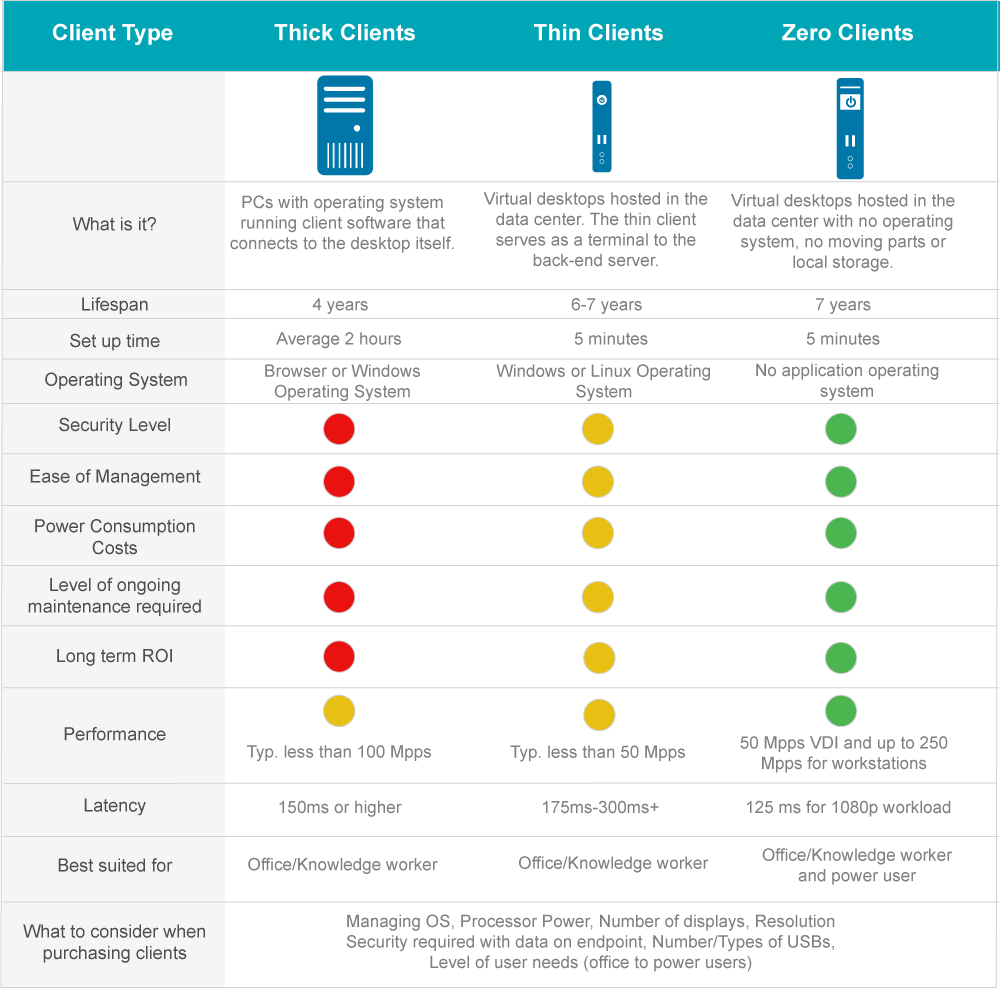 Client Type
Thick Clients
Thin Clients
Zero Clients
What is it?
PCs with operating system
running client software that
connects to the desktop itself.
Virtual desktops hosted in the
data center. The thin client
serves as a terminal to the
back-end server.
Virtual desktops hosted in the
data center with no operating
system, no moving parts or
local storage.
Lifespan
4 years
6-7 years
7 years
Set up time
Average 2 hours
5 minutes
5 minutes
Operating System
Browser or Windows
Operating System
Windows or Linux Operating
System
No application operating
system
Security Level
Ease of Management
Power Consumption
Costs
Level of ongoing
maintenance required
Long term ROI
Performance
Typ. less than 100 Mpps
Typ. less than 50 Mpps
50 Mpps VDI and up to 250
Mpps for workstations
Latency
150ms or higher
175ms-300ms+
125 ms for 1080p workload
Best suited for
Office/Knowledge worker
Office/Knowledge worker
Office/Knowledge worker
and power user
What to consider when
purchasing clients
Managing OS, Processor Power, Number of displays, Resolution
Security required with data on endpoint, Number/Types of USBs,
Level of user needs (office to power users)